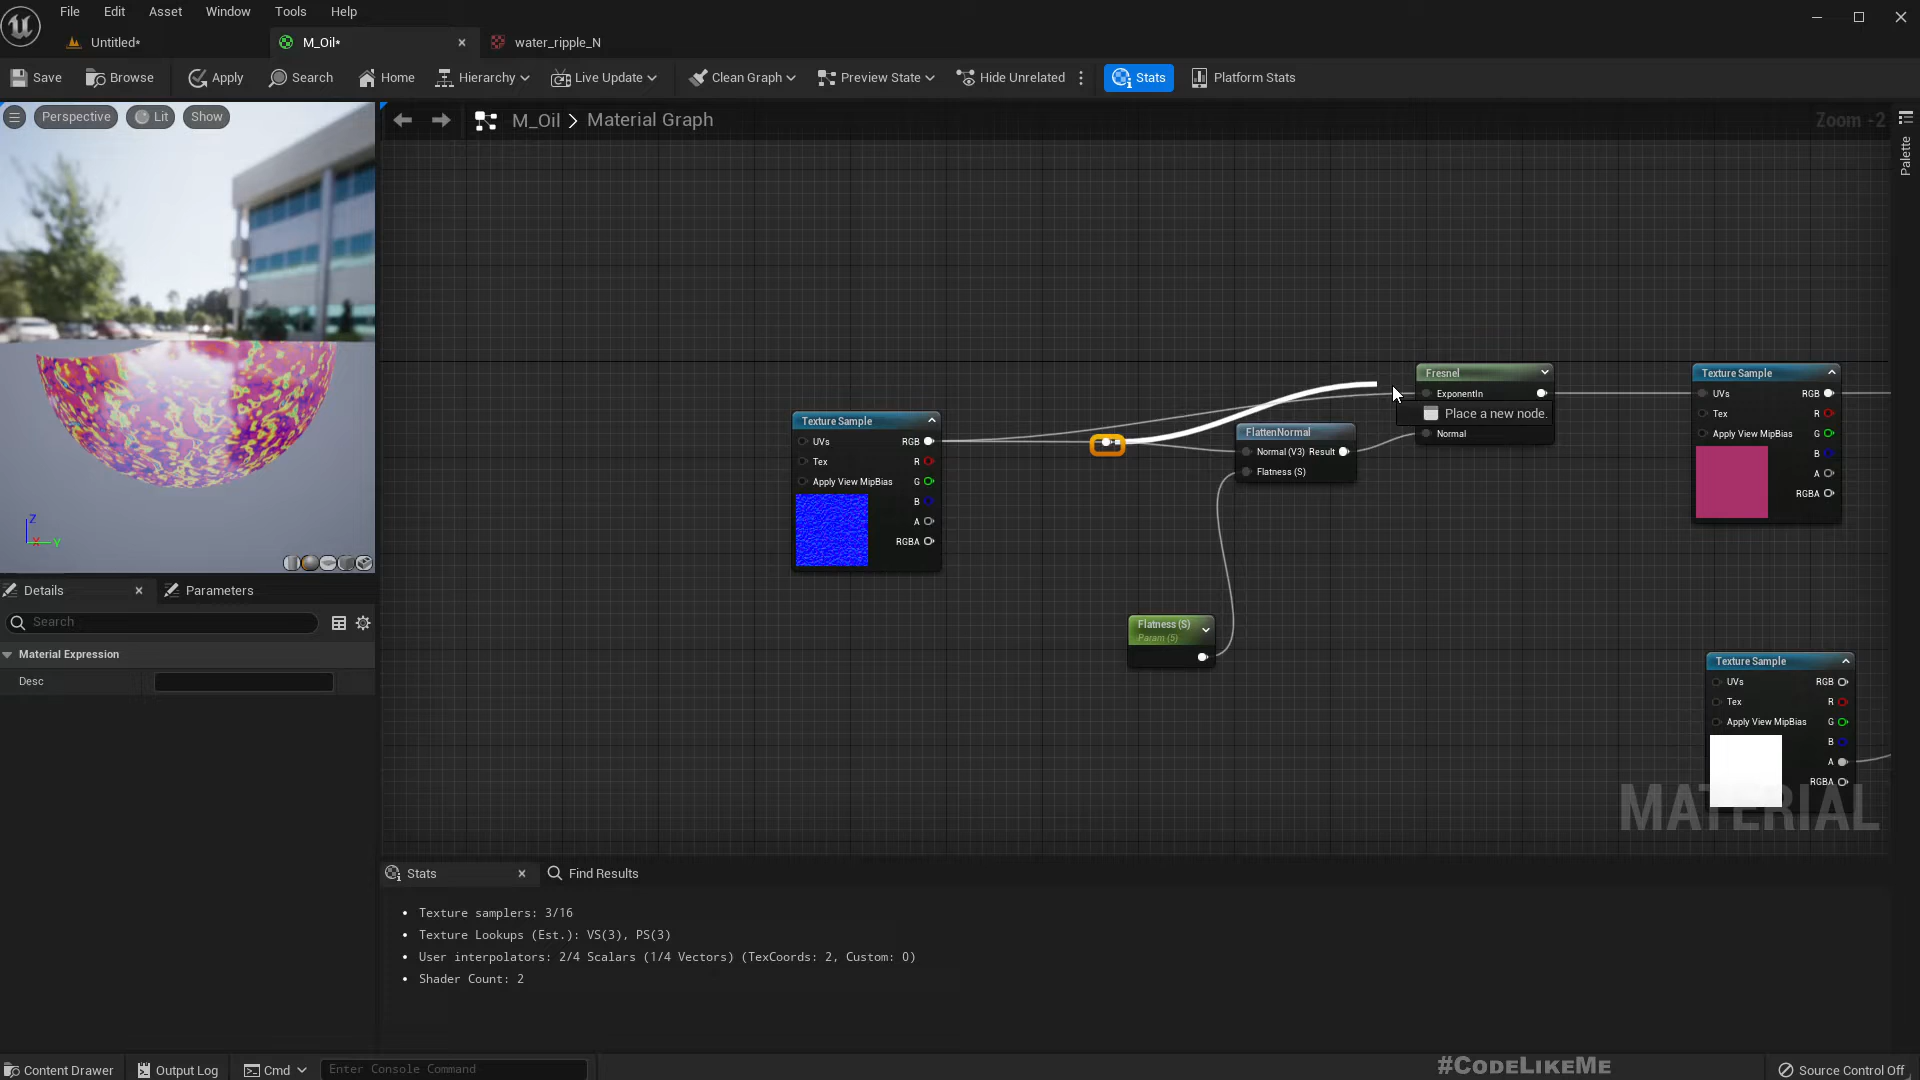 File Edit Asset Window Tools Help
Untitled*
M_Oil*
water_ripple_N
Save Browse Apply Search Home Hierarchy Live Update Clean Graph Preview State Hide Unrelated Stats Platform Stats
Perspective Lit Show
M_Oil > Material Graph
Zoom -2
Palette
Texture Sample
UVs RGB
Tex R
Apply View MipBias G
B
A
RGBA
FlattenNormal
Normal (V3) Result
Flatness (S)
Flatness (S)
Param (5)
Fresnel
ExponentIn
Place a new node.
Normal
Texture Sample
UVs RGB
Tex R
Apply View MipBias G
B
A
RGBA
Texture Sample
UVs RGB
Tex R
Apply View MipBias G
B
A
RGBA
MATERIAL
Z
X Y
Details
Parameters
Search
Material Expression
Desc
Stats
Find Results
• Texture samplers: 3/16
• Texture Lookups (Est.): VS(3), PS(3)
• User interpolators: 2/4 Scalars (1/4 Vectors) (TexCoords: 2, Custom: 0)
• Shader Count: 2
Content Drawer Output Log Cmd Enter Console Command
#CODELIKEME
Source Control Off